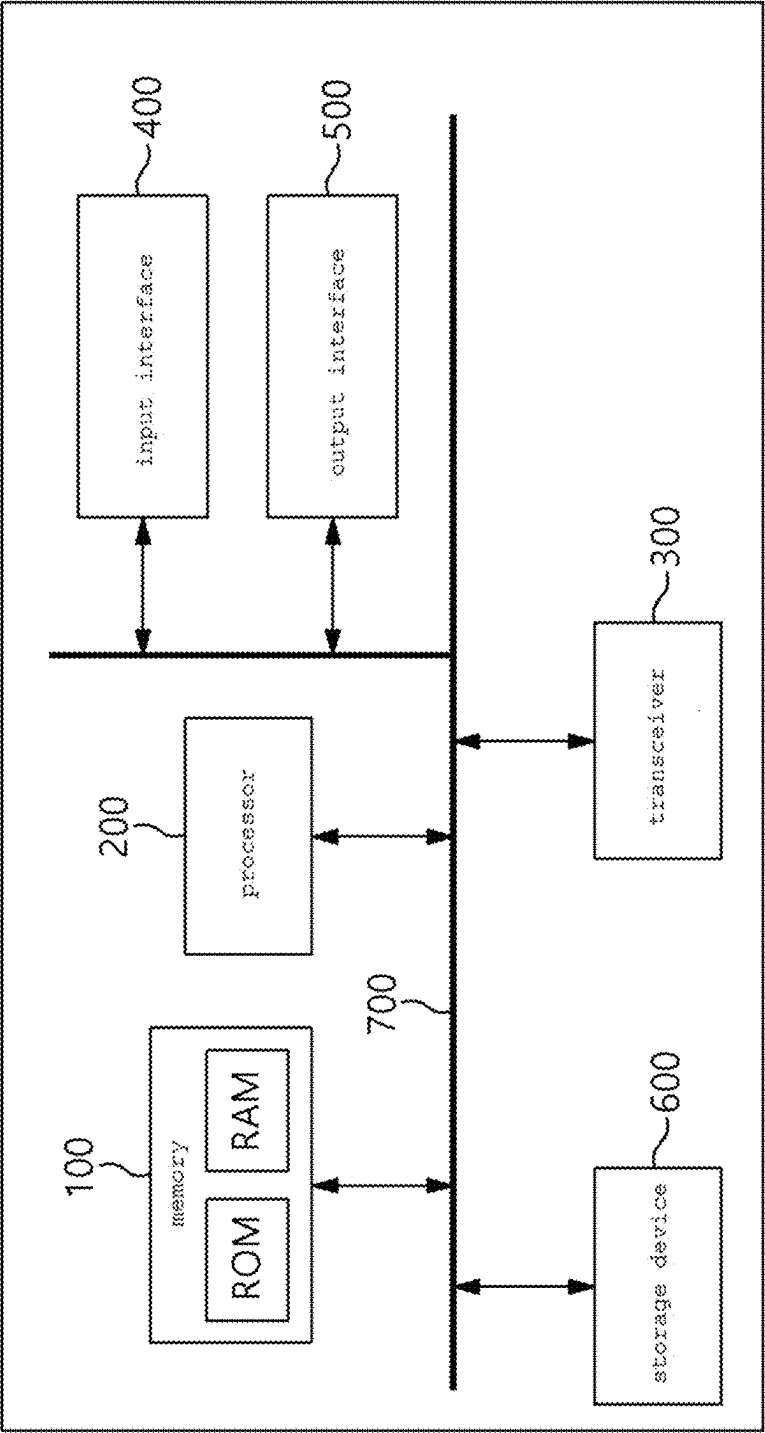 100
memory
ROM
RAM
200
processor
input interface
400
output interface
500
700
storage device
600
transceiver
300